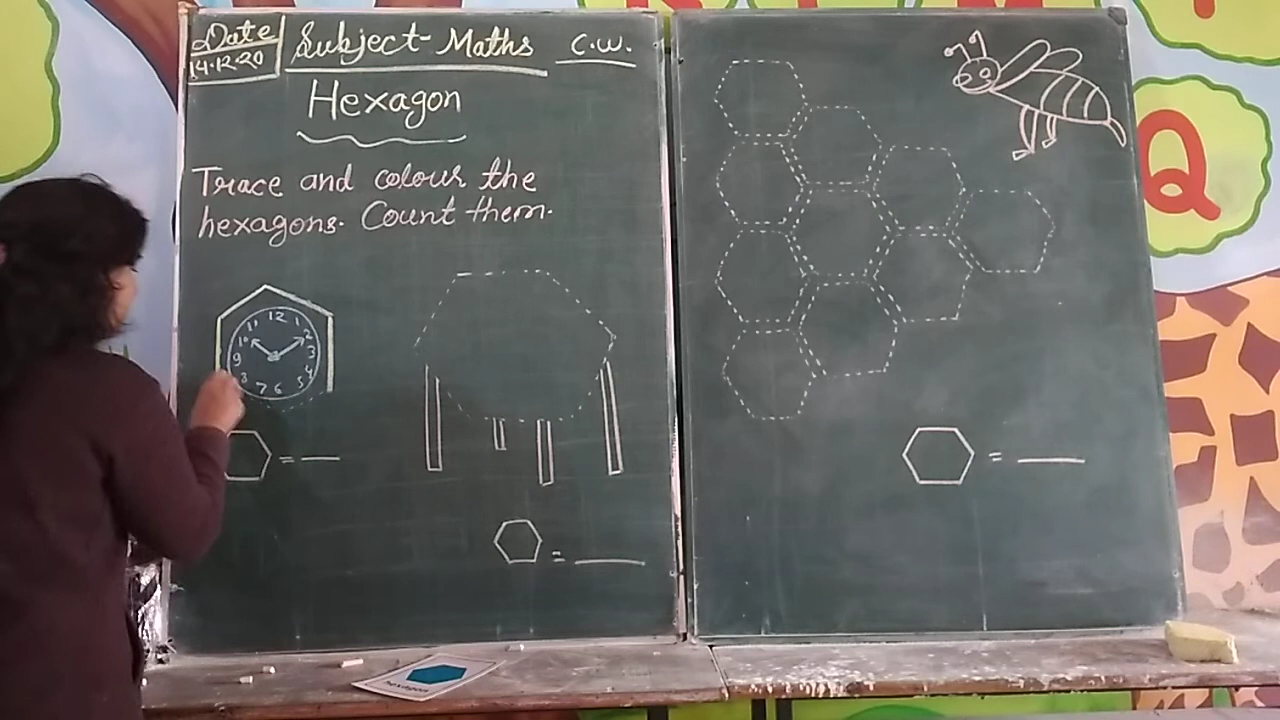 Date
14.12.20
Subject- Maths
C.W.
Hexagon
Trace and colour the
hexagons. Count them.
12
11 1
10 2
9 3
8 4
7 6 5
=
=
=
hexagon
Q